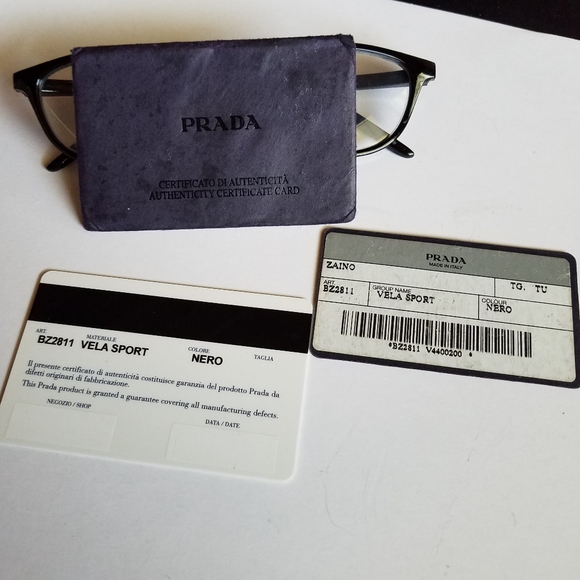 PRADA
CERTIFICATO DI AUTENTICITÀ
AUTHENTICITY CERTIFICATE CARD
PRADA
MADE IN ITALY
ZAINO
TG. TU
ART.
BZ2811
GROUP NAME
VELA SPORT
COLOUR
NERO
*BZ2811 V4400200 *
ART.
BZ2811
MATERIALE
VELA SPORT
COLORE
NERO
TAGLIA
Il presente certificato di autenticità costituisce garanzia del prodotto Prada da
difetti originari di fabbricazione.
This Prada product is granted a guarantee covering all manufacturing defects.
NEGOZIO / SHOP
DATA / DATE